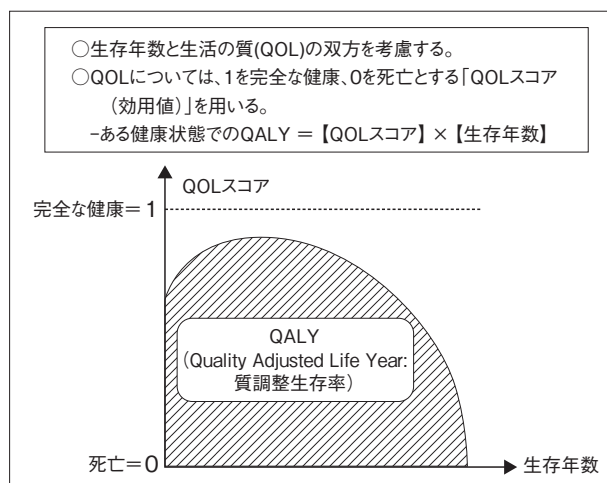 ○生存年数と生活の質(QOL)の双方を考慮する。
○QOLについては、1を完全な健康、0を死亡とする「QOLスコア
（効用値）」を用いる。
−ある健康状態でのQALY = 【QOLスコア】 × 【生存年数】
QOLスコア
完全な健康＝1
QALY
（Quality Adjusted Life Year:
質調整生存率）
死亡＝0
生存年数